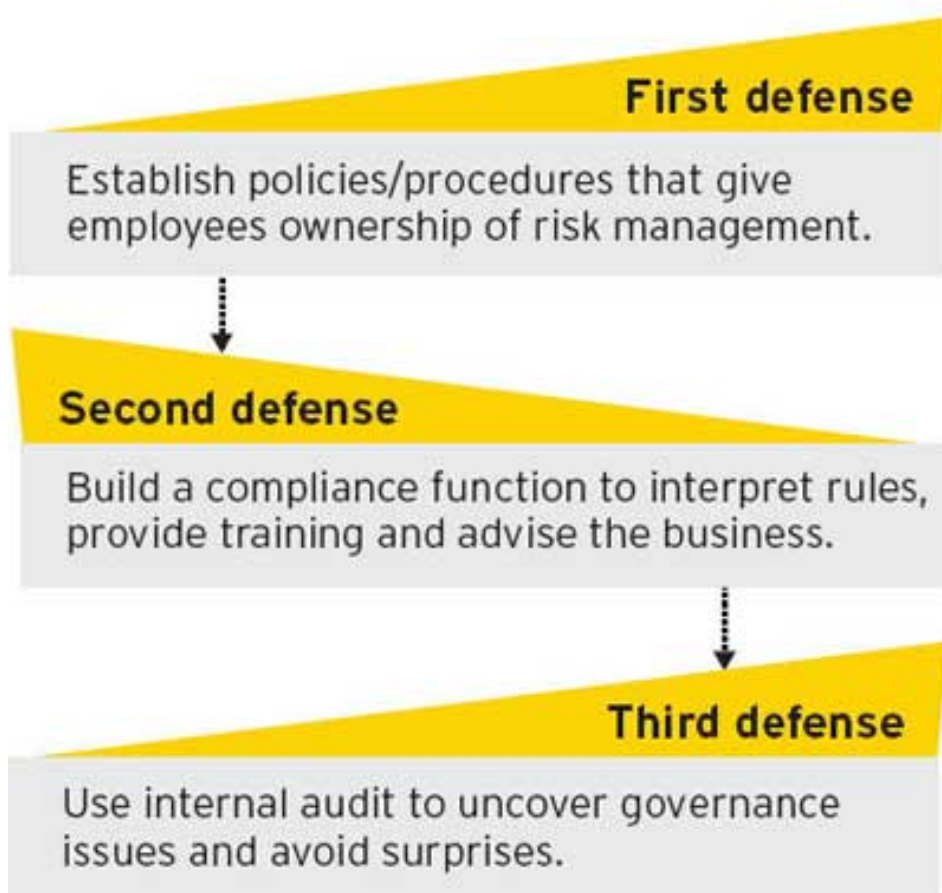 First defense
Establish policies/procedures that give
employees ownership of risk management.
Second defense
Build a compliance function to interpret rules,
provide training and advise the business.
Third defense
Use internal audit to uncover governance
issues and avoid surprises.